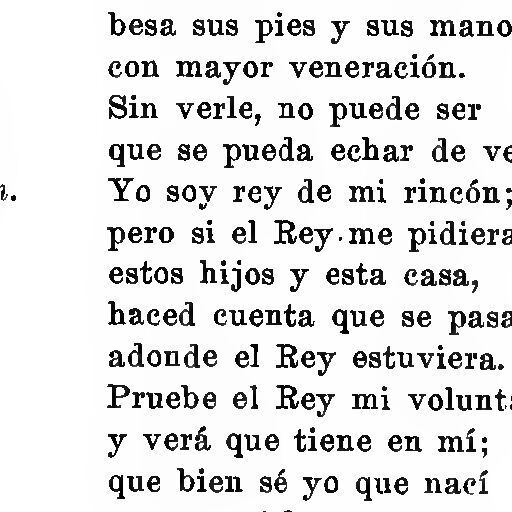 besa sus pies y sus mano
con mayor veneración.
Sin verle, no puede ser
que se pueda echar de ve
Yo soy rey de mi rincón;
pero si el Rey me pidiera
estos hijos y esta casa,
haced cuenta que se pasa
adonde el Rey estuviera.
Pruebe el Rey mi volunt
y verá que tiene en mí;
que bien sé yo que nací